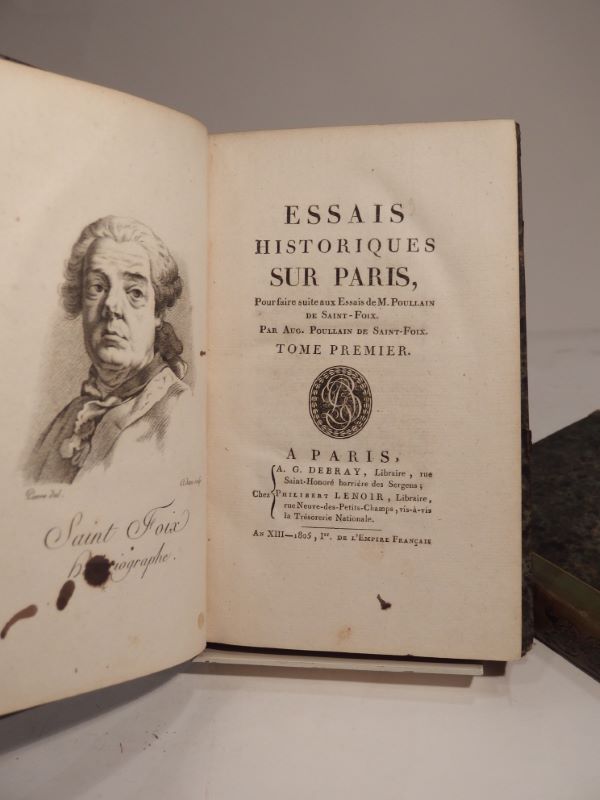 Saint Foix
ESSAIS
HISTORIQUES
SUR PARIS,
Pour faire suite aux Essais de M. POULLAIN
DE SAINT-FOIX.
PAR AUG. POULLAIN DE SAINT-FOIX.
TOME PREMIER.
A PARIS,
A. G. DEBRAY, Libraire, rue
Saint-Honoré barrière des Sergens;
Chez PHILIBERT LENOIR, Libraire,
rue Neuve-des-Petits-Champs, vis-à-vis
la Trésorerie Nationale.
AN XIII—1805, Ier. DE L'EMPIRE FRANÇAIS